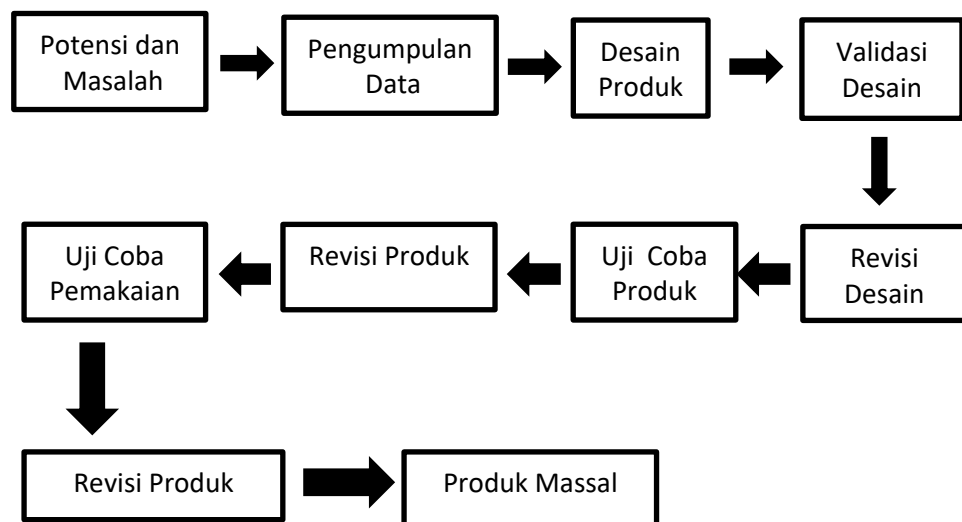 Potensi dan
Masalah
Pengumpulan
Data
Desain
Produk
Validasi
Desain
Revisi
Desain
Uji Coba
Produk
Revisi Produk
Uji Coba
Pemakaian
Revisi Produk
Produk Massal